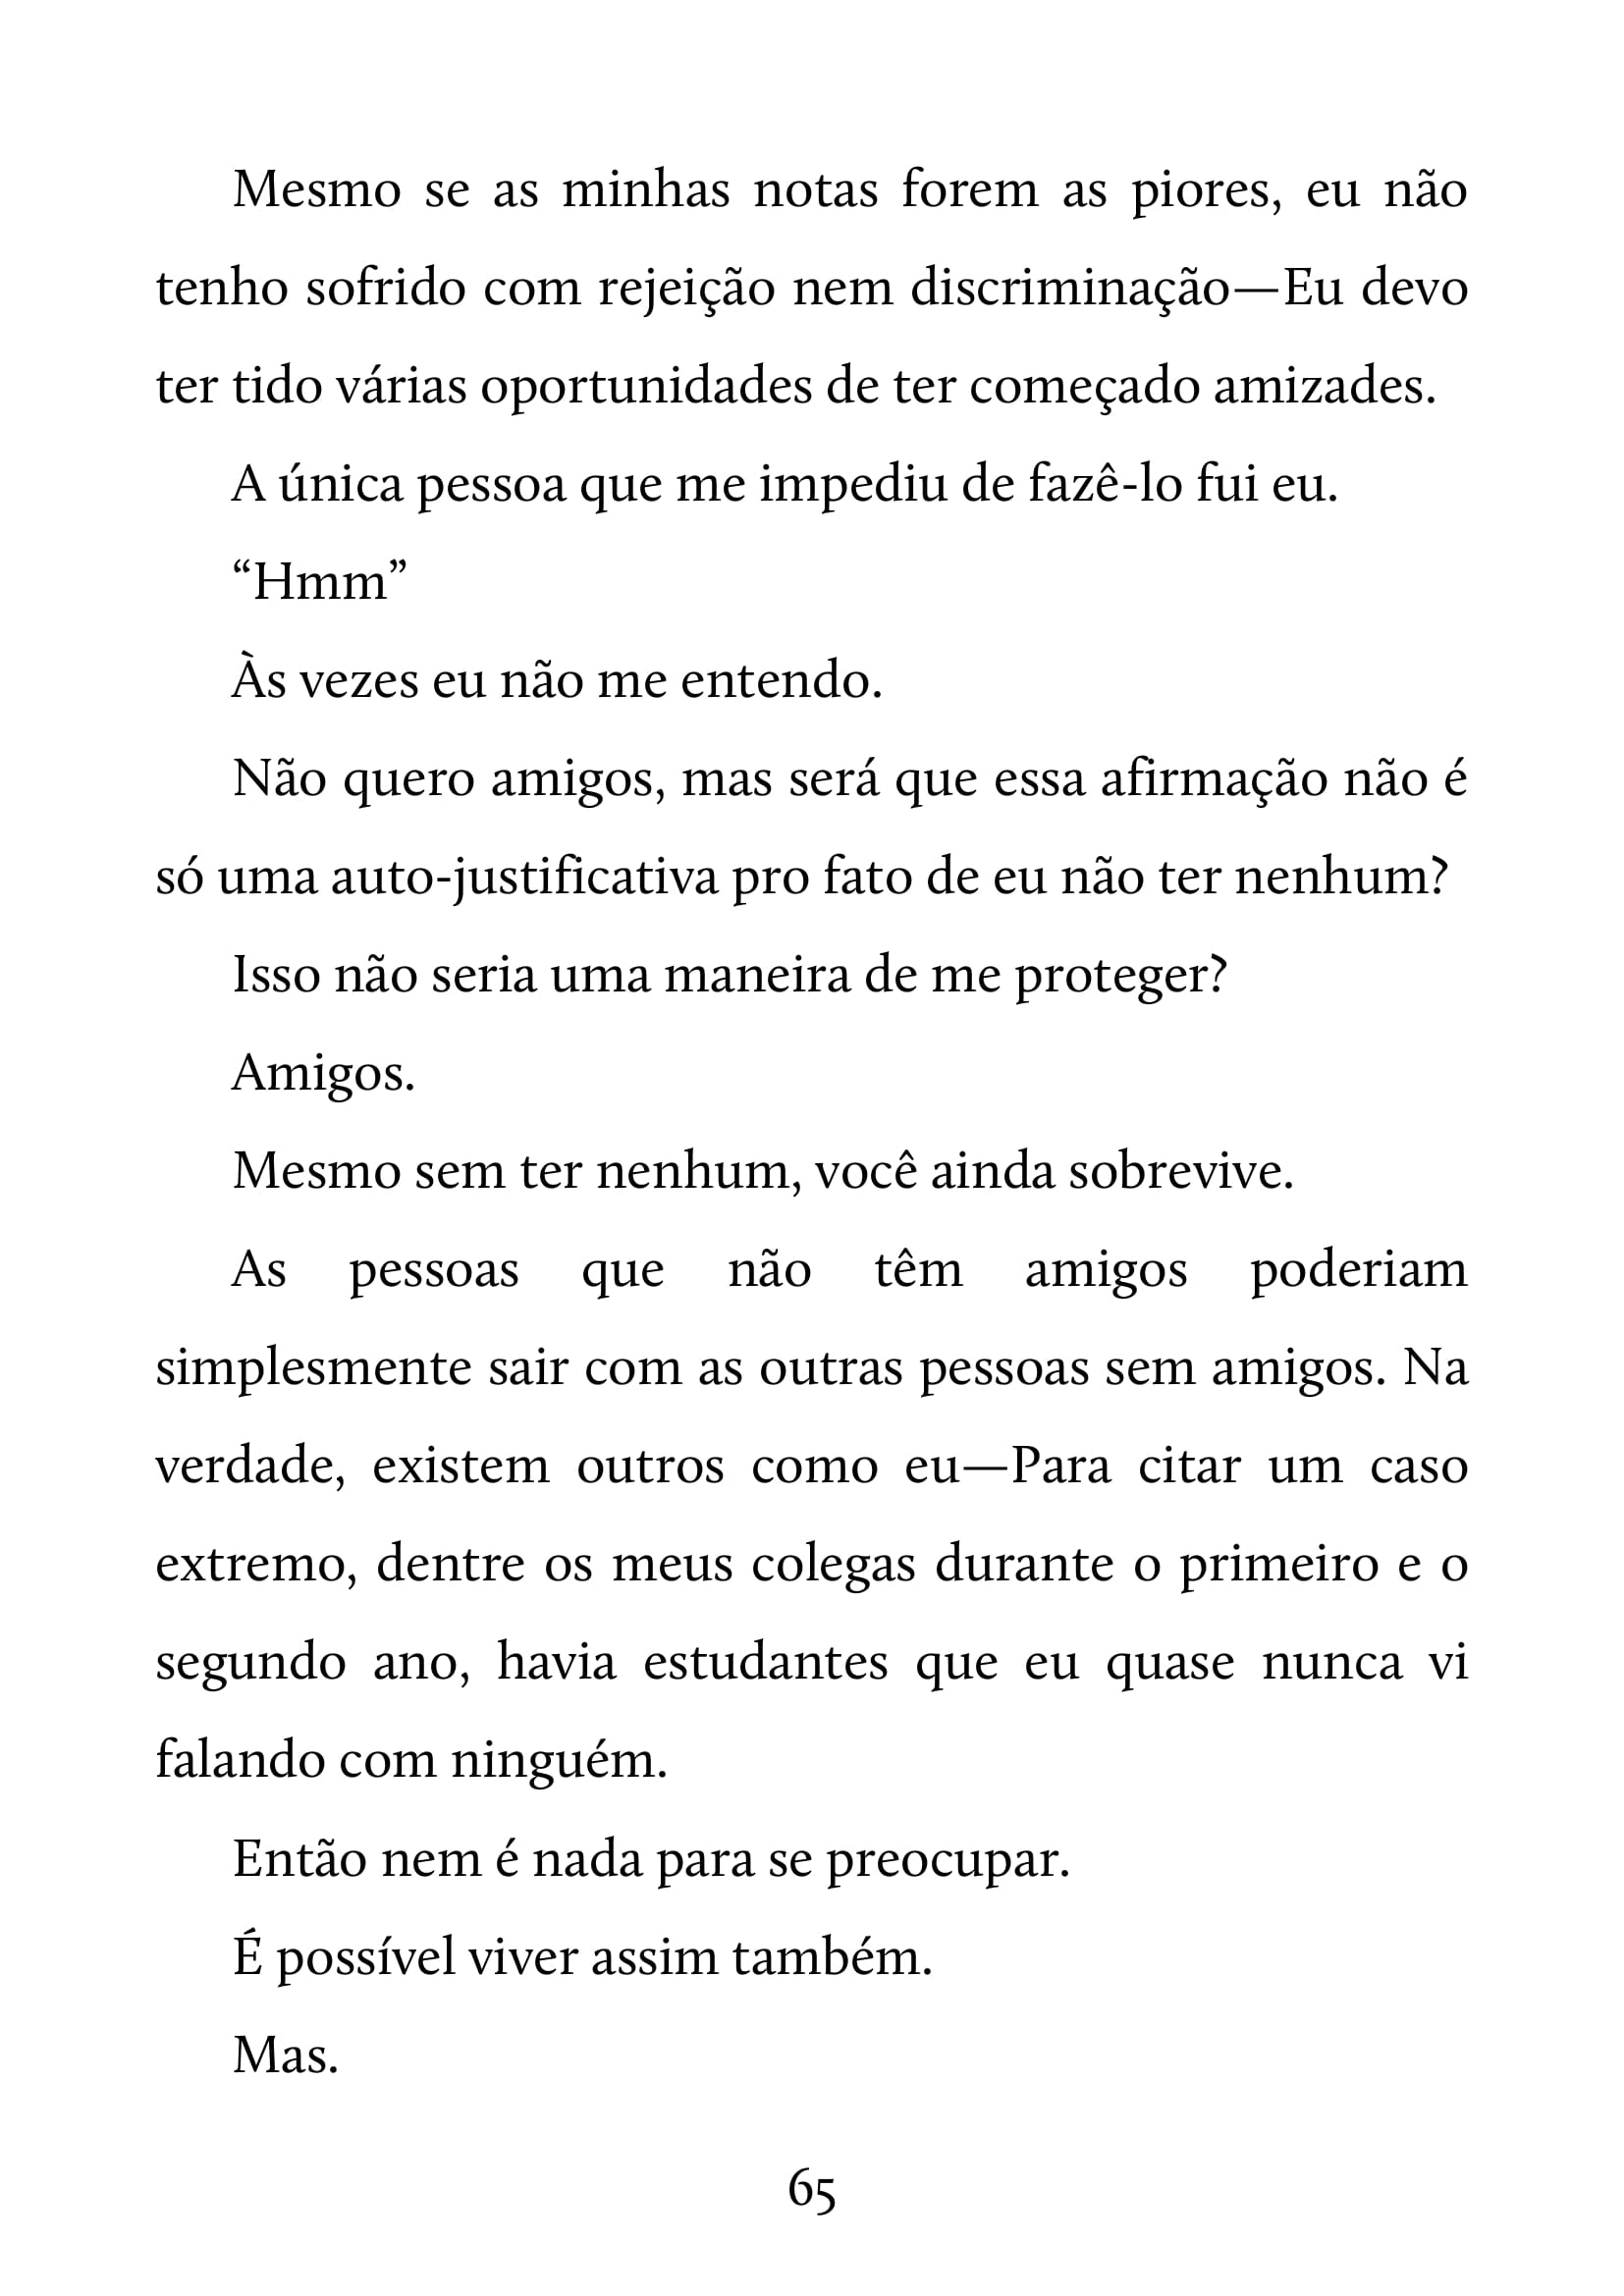 Mesmo se as minhas notas forem as piores, eu não
tenho sofrido com rejeição nem discriminação—Eu devo
ter tido várias oportunidades de ter começado amizades.
A única pessoa que me impediu de fazê-lo fui eu.
“Hmm”
Às vezes eu não me entendo.
Não quero amigos, mas será que essa afirmação não é
só uma auto-justificativa pro fato de eu não ter nenhum?
Isso não seria uma maneira de me proteger?
Amigos.
Mesmo sem ter nenhum, você ainda sobrevive.
As pessoas que não têm amigos poderiam
simplesmente sair com as outras pessoas sem amigos. Na
verdade, existem outros como eu—Para citar um caso
extremo, dentre os meus colegas durante o primeiro e o
segundo ano, havia estudantes que eu quase nunca vi
falando com ninguém.
Então nem é nada para se preocupar.
É possível viver assim também.
Mas.
65